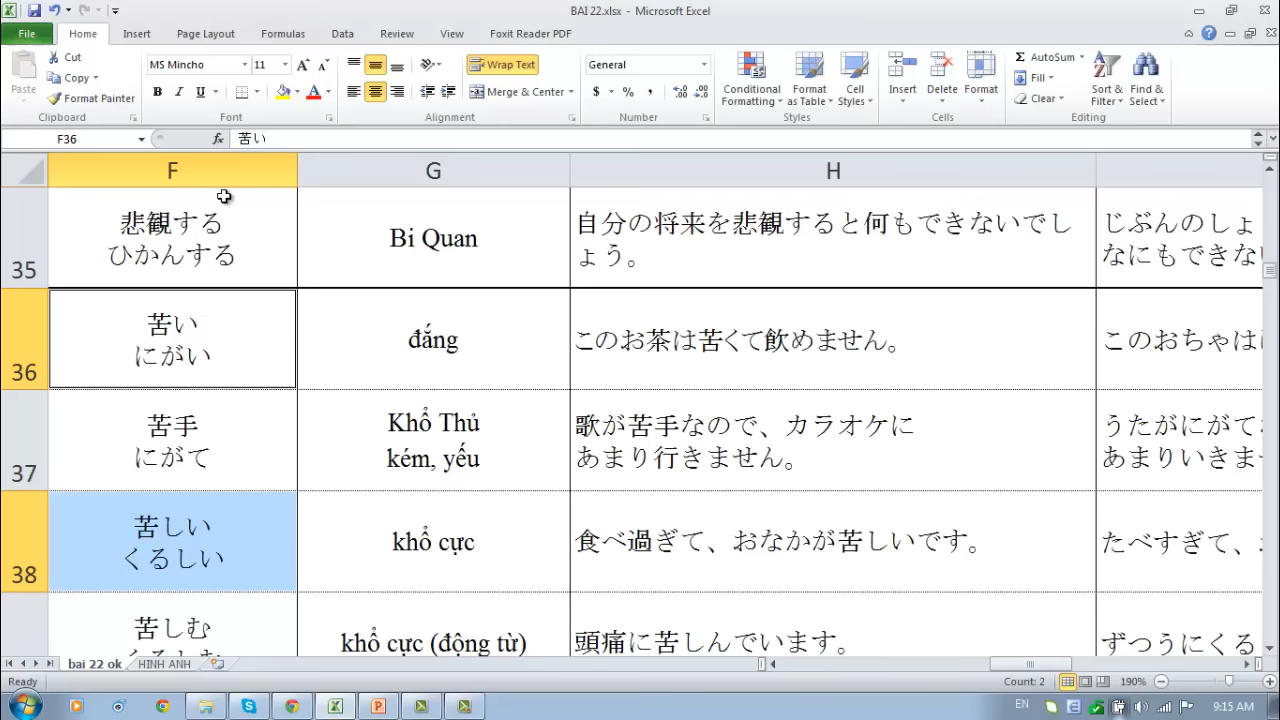 BAI 22.xlsx - Microsoft Excel
File Home Insert Page Layout Formulas Data Review View Foxit Reader PDF
Paste Cut Copy Format Painter Clipboard
MS Mincho 11 A A B I U A Font
Wrap Text Merge & Center Alignment
General $ % , Number
Conditional Formatting Format as Table Cell Styles Styles
Insert Delete Format Cells
Σ AutoSum Fill Clear Sort & Filter Find & Select Editing
F36 fx 苦い
F G H
35
悲観する
ひかんする
Bi Quan
自分の将来を悲観すると何もできないでし
ょう。
じぶんのしょ
なにもできな
36
苦い
にがい
đắng
このお茶は苦くて飲めません。
このおちゃは
37
苦手
にがて
Khổ Thủ
kém, yếu
歌が苦手なので、カラオケに
あまり行きません。
うたがにがて
あまりいきま
38
苦しい
くるしい
khổ cực
食べ過ぎて、おなかが苦しいです。
たべすぎて、
苦しむ
khổ cực (động từ)
頭痛に苦しんでいます。
ずつうにくる
bai 22 ok HINH ANH
Ready Count: 2 190%
EN 9:15 AM